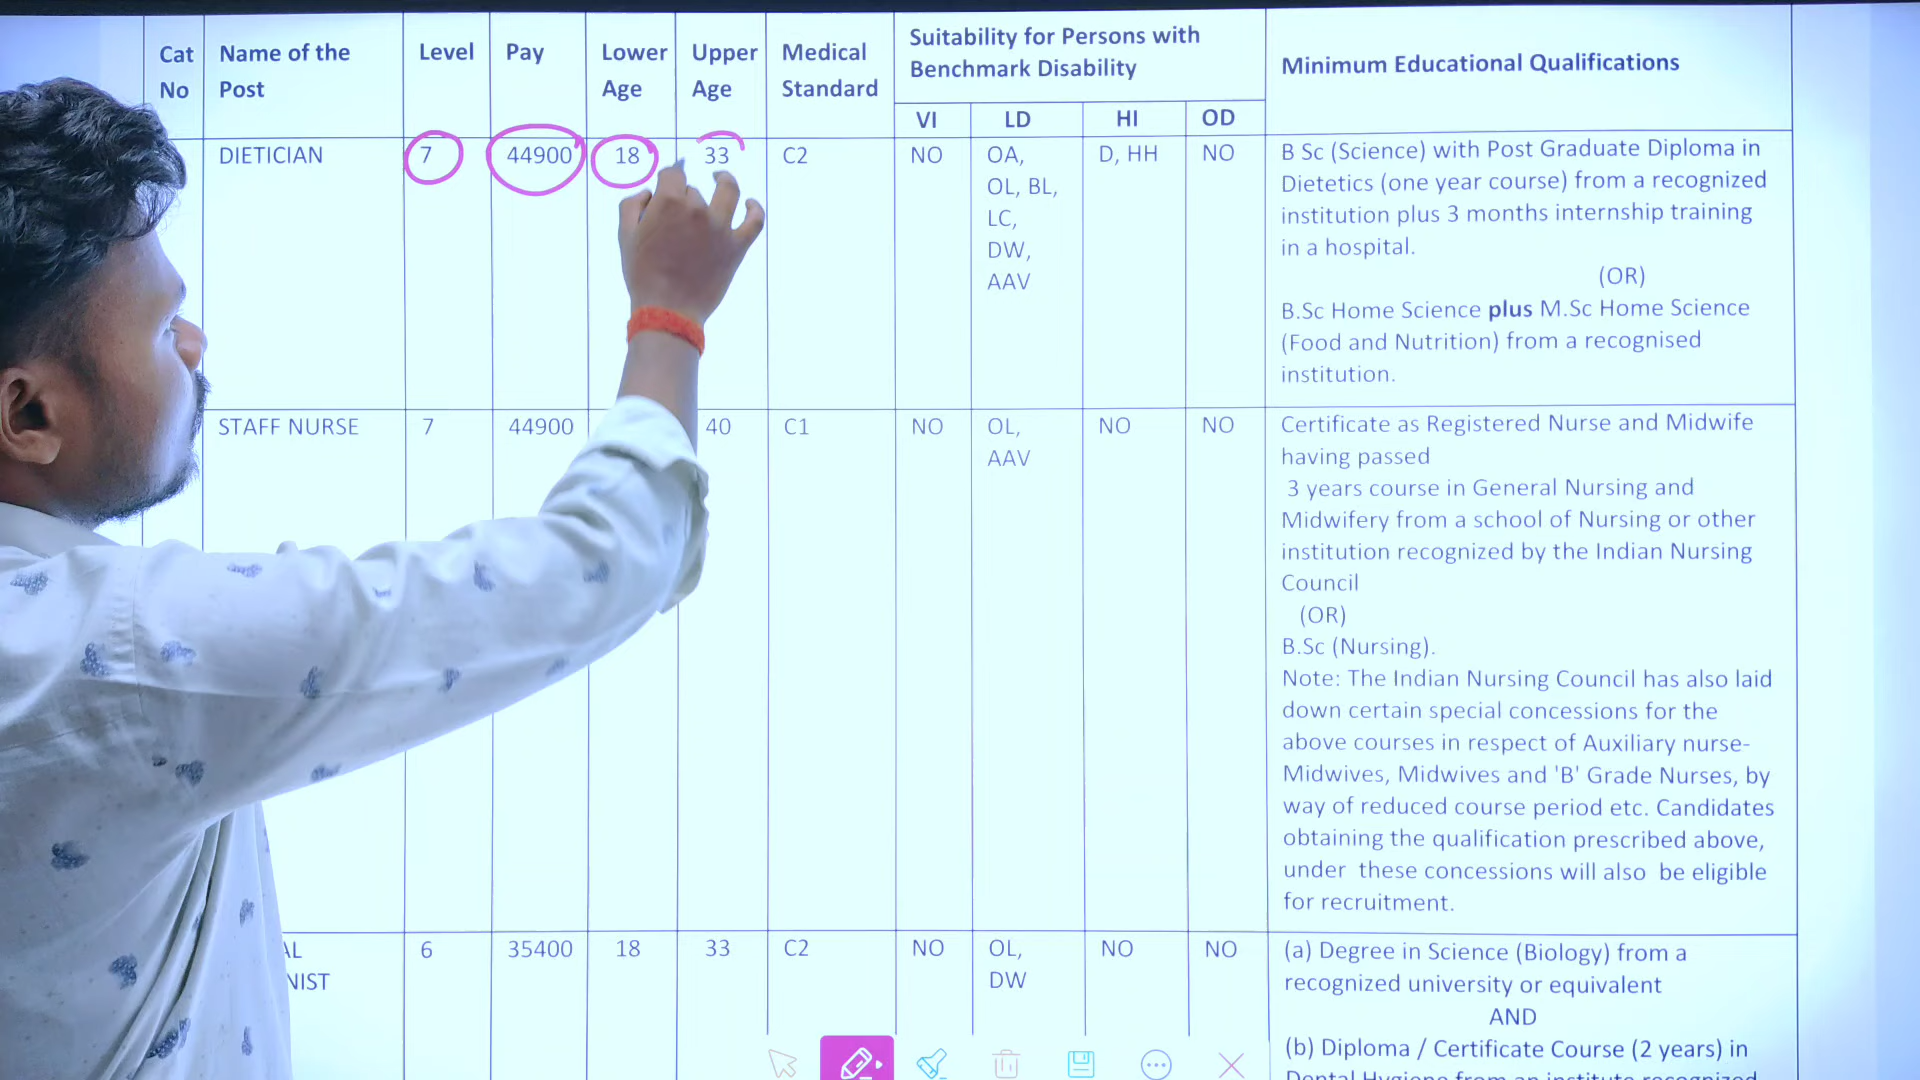 Cat No
Name of the Post
Level
Pay
Lower Age
Upper Age
Medical Standard
Suitability for Persons with Benchmark Disability
Minimum Educational Qualifications
VI
LD
HI
OD
DIETICIAN
7
44900
18
33
C2
NO
OA,
OL, BL,
LC,
DW,
AAV
D, HH
NO
B Sc (Science) with Post Graduate Diploma in
Dietetics (one year course) from a recognized
institution plus 3 months internship training
in a hospital.
(OR)
B.Sc Home Science plus M.Sc Home Science
(Food and Nutrition) from a recognised
institution.
STAFF NURSE
7
44900
40
C1
NO
OL,
AAV
NO
NO
Certificate as Registered Nurse and Midwife
having passed
3 years course in General Nursing and
Midwifery from a school of Nursing or other
institution recognized by the Indian Nursing
Council
(OR)
B.Sc (Nursing).
Note: The Indian Nursing Council has also laid
down certain special concessions for the
above courses in respect of Auxiliary nurse-
Midwives, Midwives and 'B' Grade Nurses, by
way of reduced course period etc. Candidates
obtaining the qualification prescribed above,
under these concessions will also be eligible
for recruitment.
AL
NIST
6
35400
18
33
C2
NO
OL,
DW
NO
NO
(a) Degree in Science (Biology) from a
recognized university or equivalent
AND
(b) Diploma / Certificate Course (2 years) in
Dental Hygiene from an institute recognized